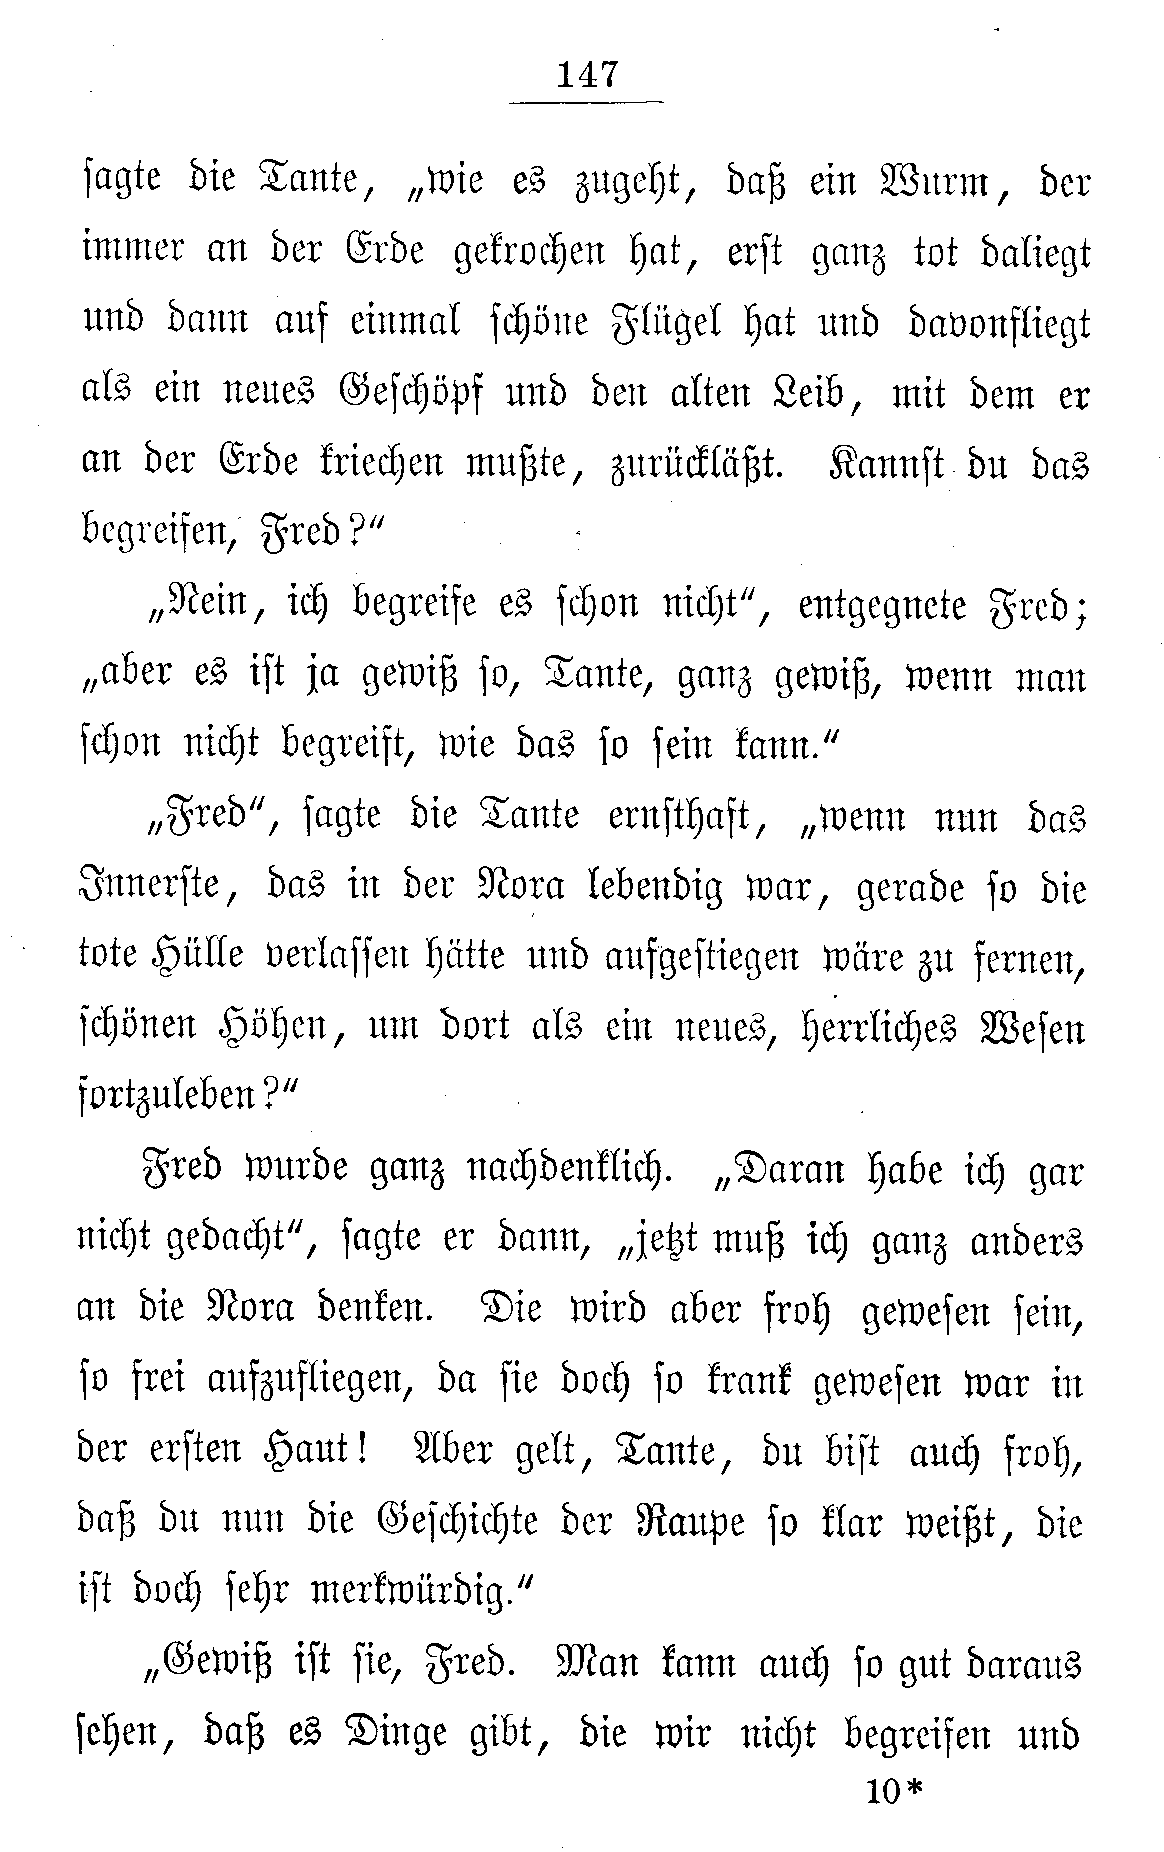 147
sagte die Tante, „wie es zugeht, daß ein Wurm, der
immer an der Erde gekrochen hat, erst ganz tot daliegt
und dann auf einmal schöne Flügel hat und davonfliegt
als ein neues Geschöpf und den alten Leib, mit dem er
an der Erde kriechen mußte, zurückläßt. Kannst du das
begreifen, Fred?“
„Nein, ich begreife es schon nicht“, entgegnete Fred;
„aber es ist ja gewiß so, Tante, ganz gewiß, wenn man
schon nicht begreift, wie das so sein kann.“
„Fred“, sagte die Tante ernsthaft, „wenn nun das
Innerste, das in der Nora lebendig war, gerade so die
tote Hülle verlassen hätte und aufgestiegen wäre zu fernen,
schönen Höhen, um dort als ein neues, herrliches Wesen
fortzuleben?“
Fred wurde ganz nachdenklich. „Daran habe ich gar
nicht gedacht“, sagte er dann, „jetzt muß ich ganz anders
an die Nora denken. Die wird aber froh gewesen sein,
so frei aufzufliegen, da sie doch so krank gewesen war in
der ersten Haut! Aber gelt, Tante, du bist auch froh,
daß du nun die Geschichte der Raupe so klar weißt, die
ist doch sehr merkwürdig.“
„Gewiß ist sie, Fred. Man kann auch so gut daraus
sehen, daß es Dinge gibt, die wir nicht begreifen und
10*